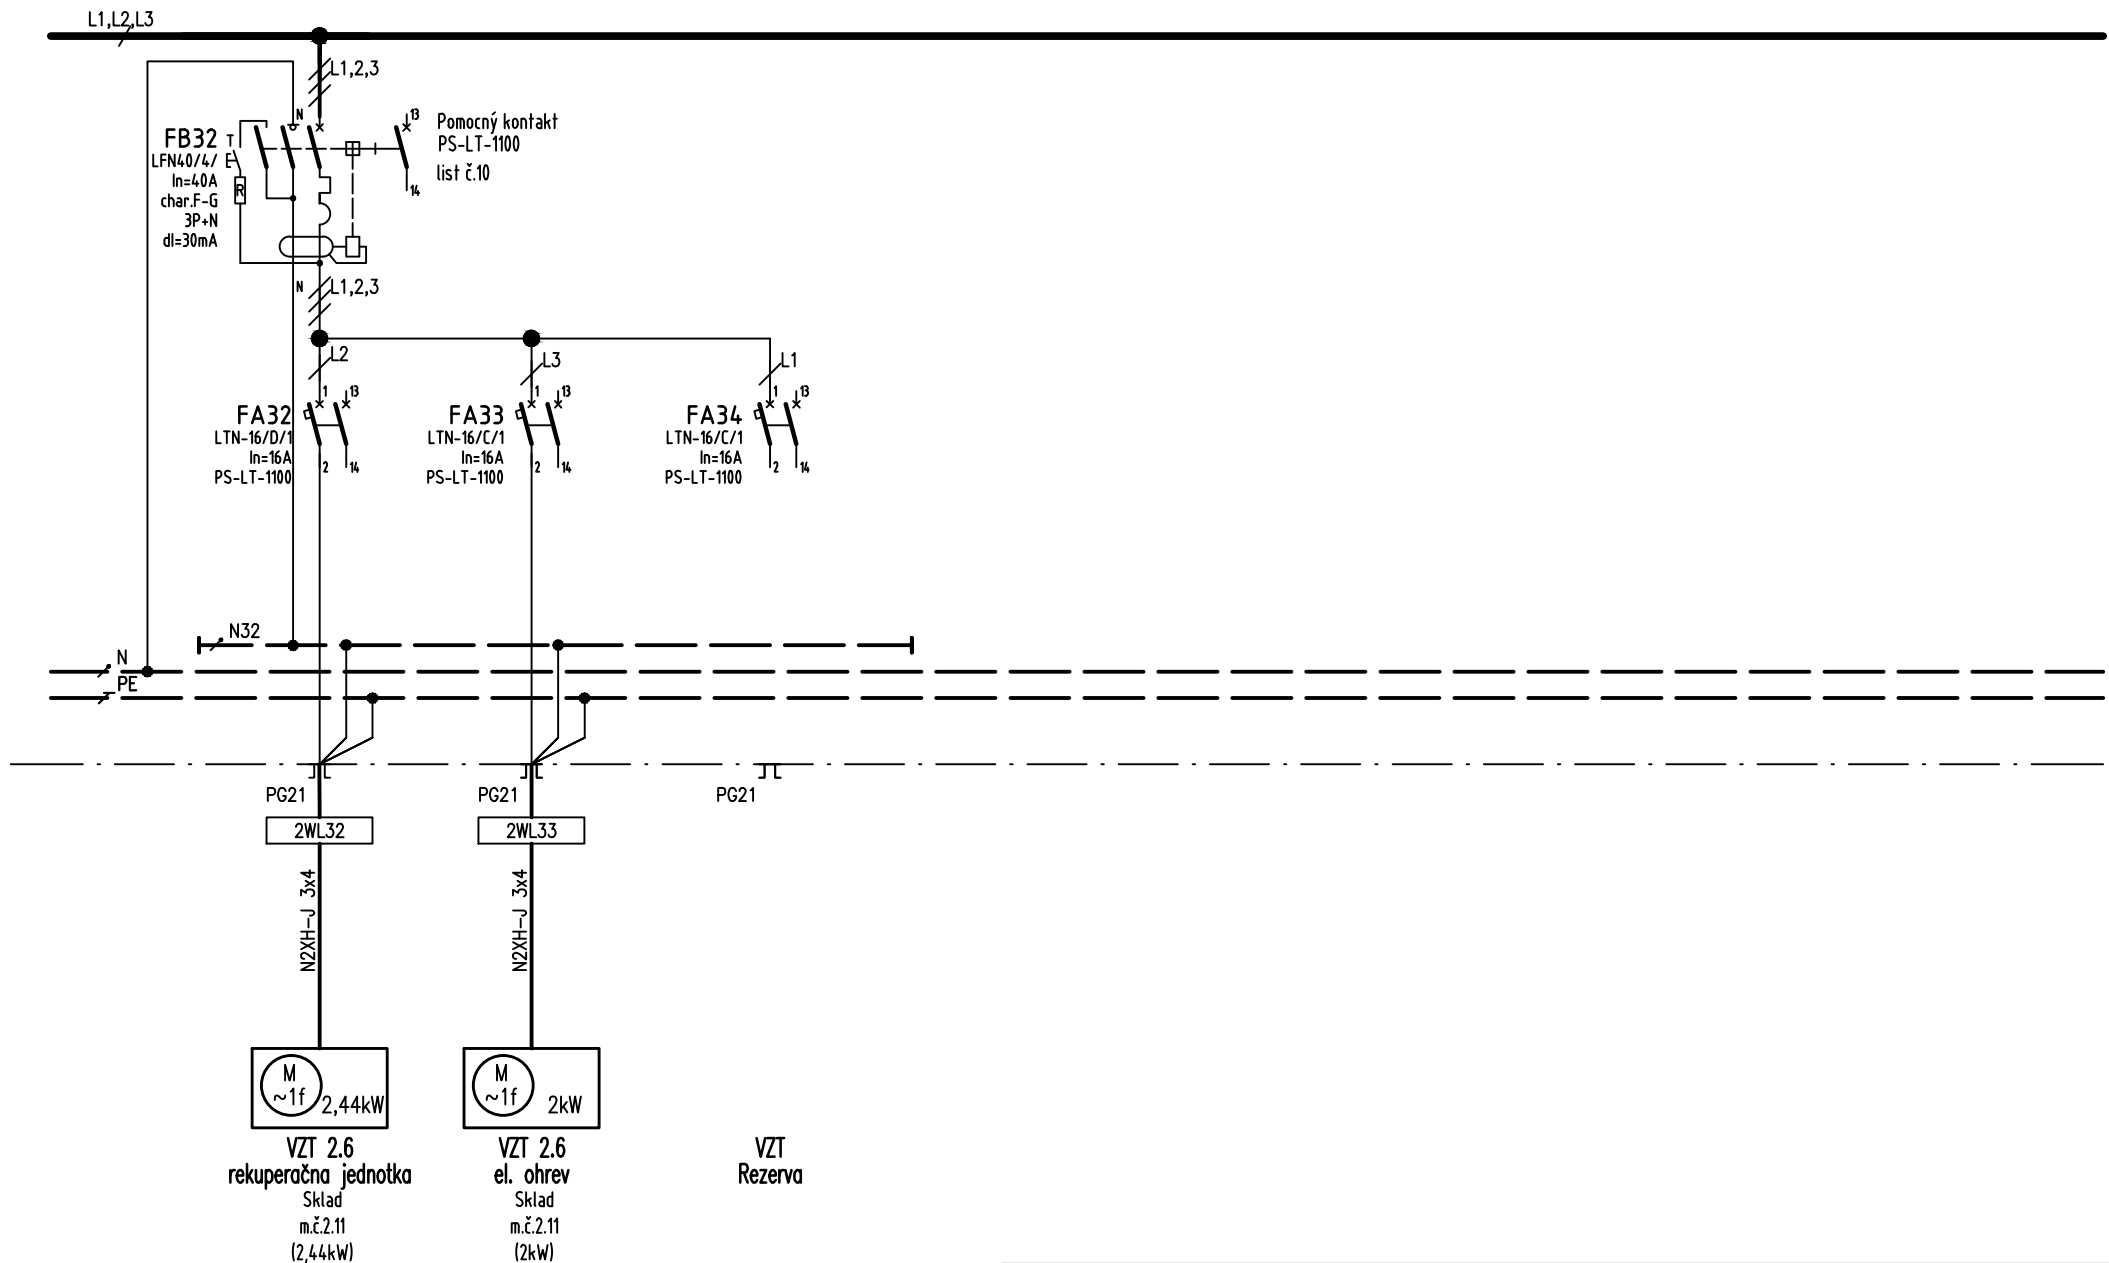 L1,L2,L3
L1,2,3
N
13
Pomocný kontakt
PS-LT-1100
list č.10
14
FB32
T
E
LFN40/4/
In=40A
char.F-G
3P+N
dI=30mA
R
N
L1,2,3
L2
L3
L1
1
13
1
13
1
13
FA32
LTN-16/D/1
In=16A
PS-LT-1100
2
14
FA33
LTN-16/C/1
In=16A
PS-LT-1100
2
14
FA34
LTN-16/C/1
In=16A
PS-LT-1100
2
14
N32
N
PE
PG21
PG21
PG21
2WL32
2WL33
N2XH-J 3x4
N2XH-J 3x4
M
~1f
2,44kW
M
~1f
2kW
VZT 2.6
rekuperačna jednotka
Sklad
m.č.2.11
(2,44kW)
VZT 2.6
el. ohrev
Sklad
m.č.2.11
(2kW)
VZT
Rezerva